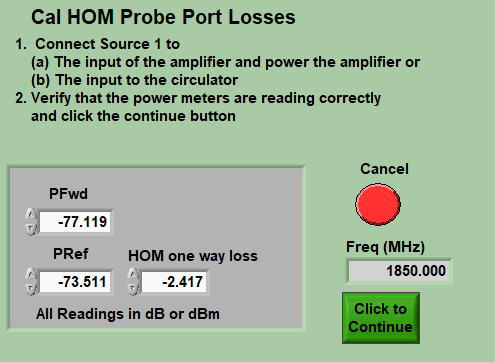 Cal HOM Probe Port Losses
1. Connect Source 1 to
(a) The input of the amplifier and power the amplifier or
(b) The input to the circulator
2. Verify that the power meters are reading correctly
and click the continue button
Cancel
PFwd
-77.119
PRef
HOM one way loss
-73.511
-2.417
All Readings in dB or dBm
Freq (MHz)
1850.000
Click to
Continue